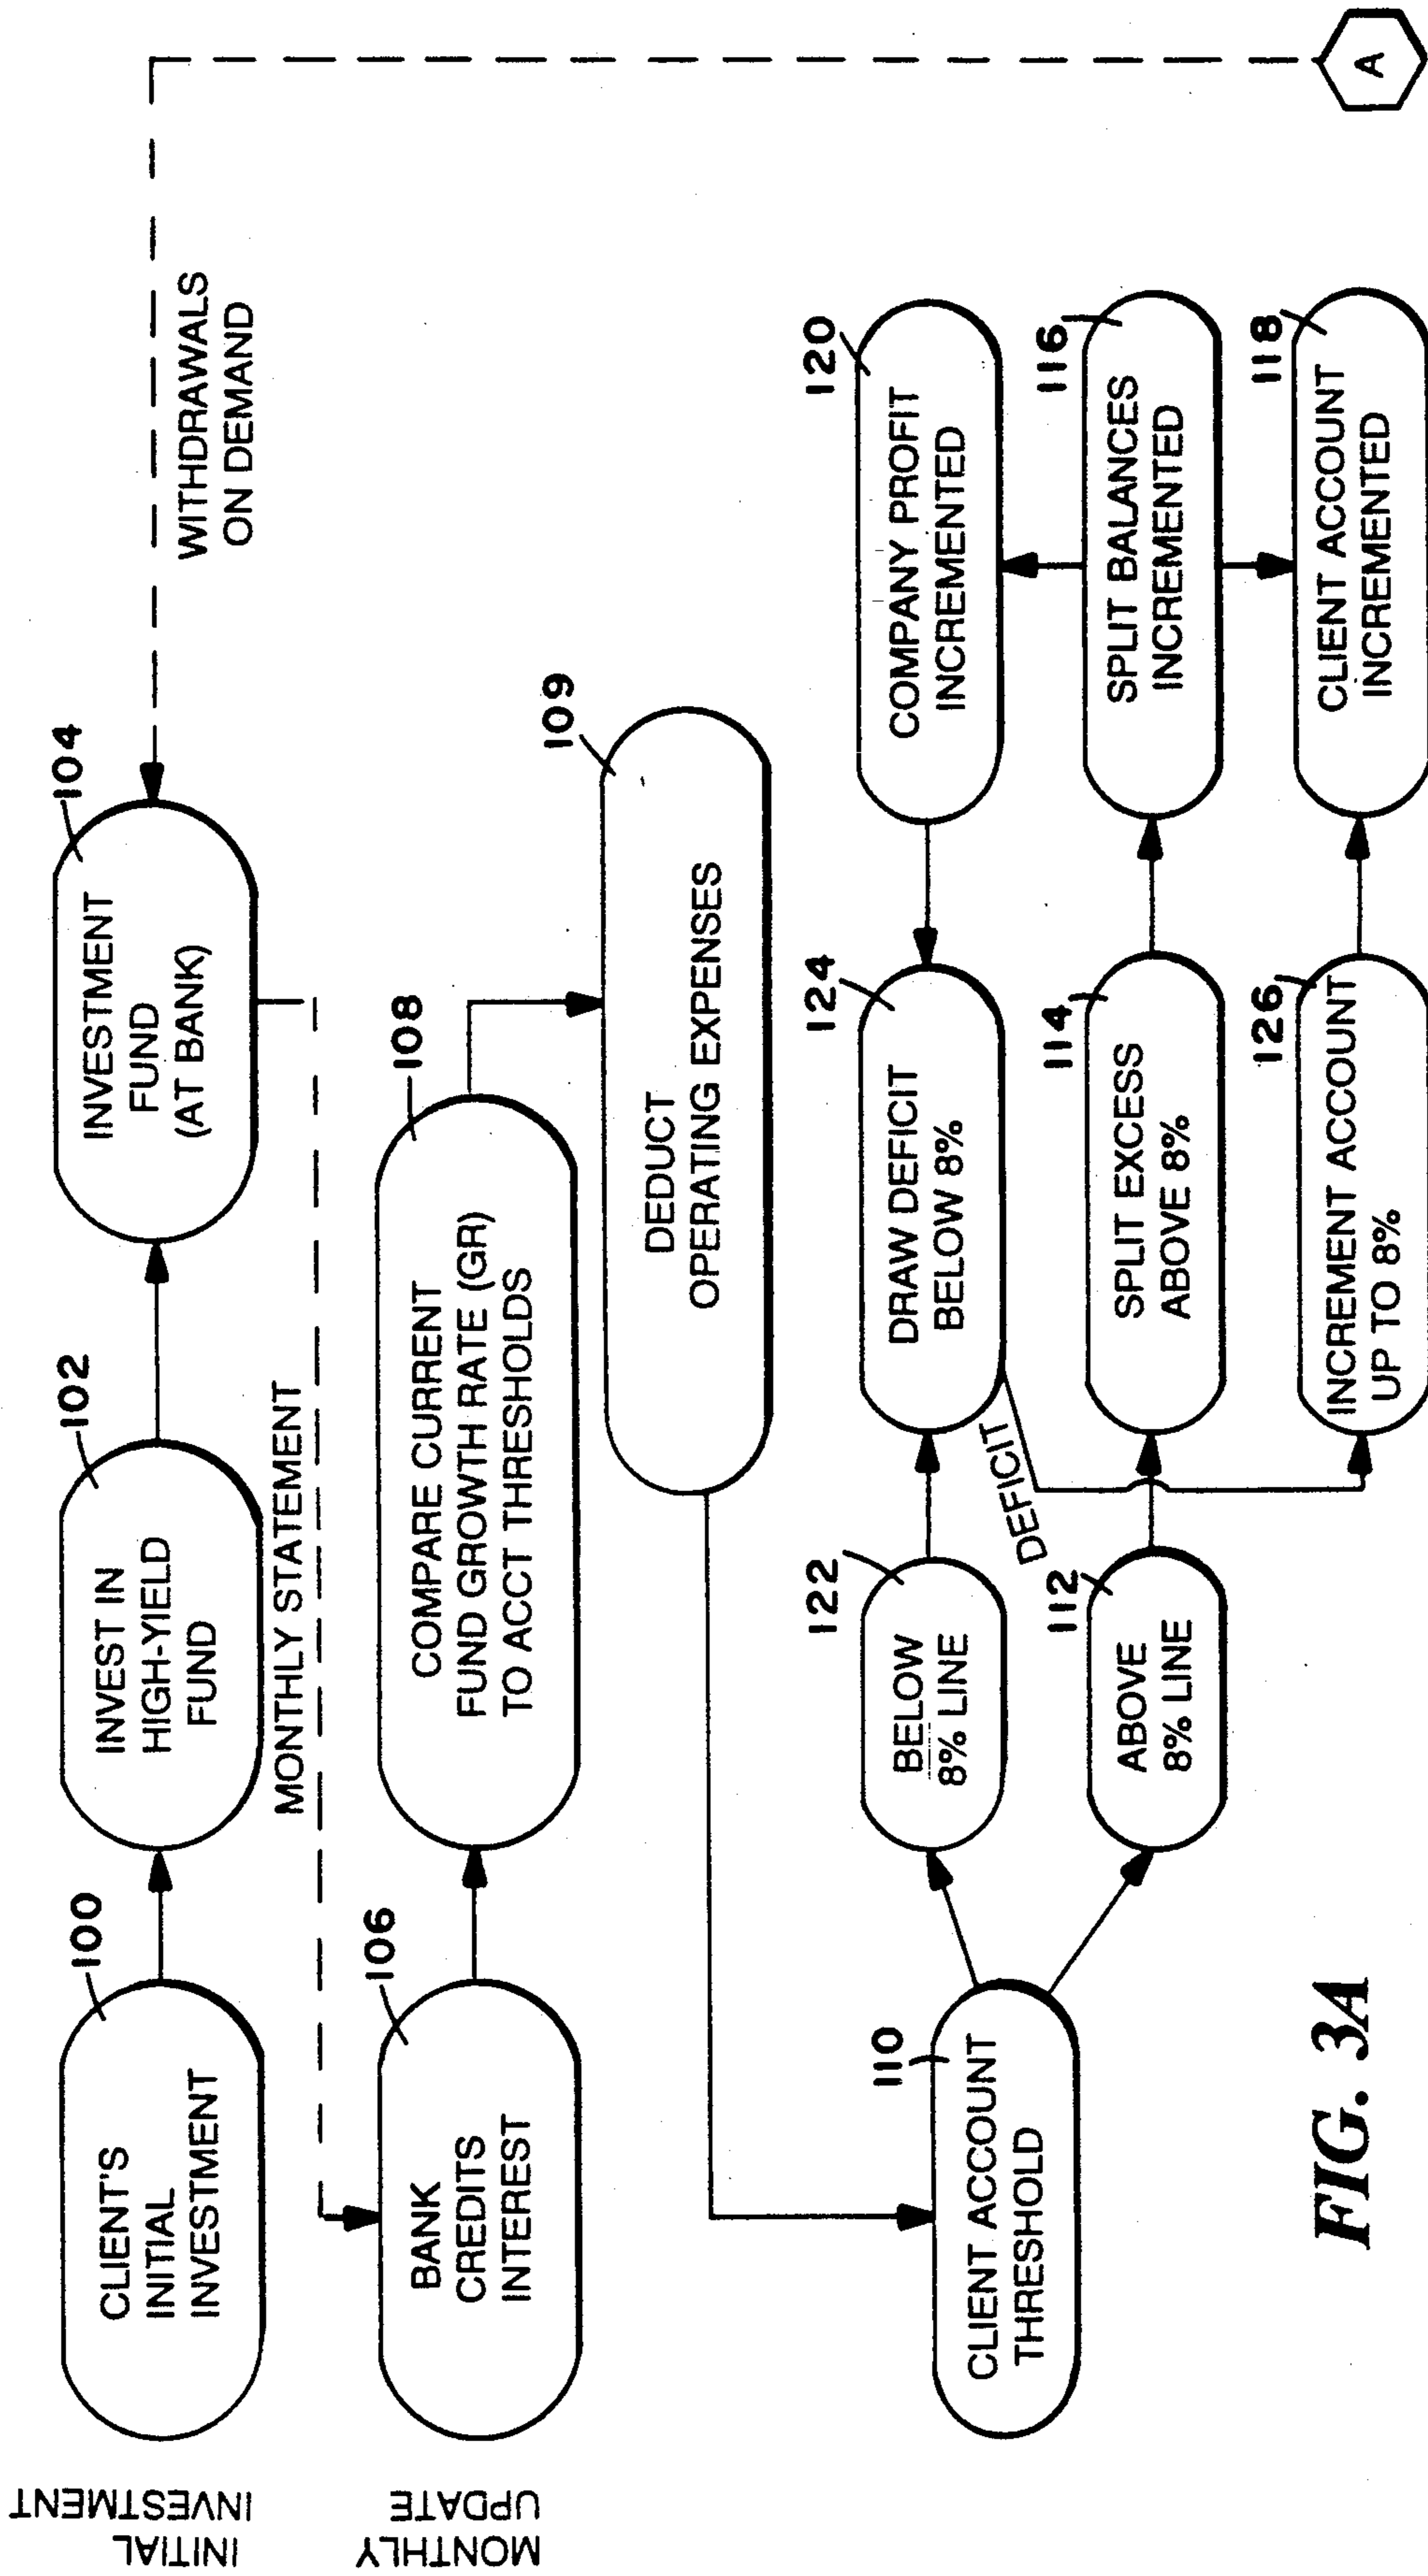 INITIAL
INVESTMENT
100
CLIENT'S
INITIAL
INVESTMENT
102
INVEST IN
HIGH-YIELD
FUND
104
INVESTMENT
FUND
(AT BANK)
WITHDRAWALS
ON DEMAND
MONTHLY STATEMENT
MONTHLY
UPDATE
106
BANK
CREDITS
INTEREST
108
COMPARE CURRENT
FUND GROWTH RATE (GR)
TO ACCT THRESHOLDS
109
DEDUCT
OPERATING EXPENSES
110
CLIENT ACCOUNT
THRESHOLD
122
BELOW
8% LINE
124
DRAW DEFICIT
BELOW 8%
120
COMPANY PROFIT
INCREMENTED
DEFICIT
112
ABOVE
8% LINE
114
SPLIT EXCESS
ABOVE 8%
116
SPLIT BALANCES
INCREMENTED
126
INCREMENT ACCOUNT
UP TO 8%
118
CLIENT ACCOUNT
INCREMENTED
A
FIG. 3A